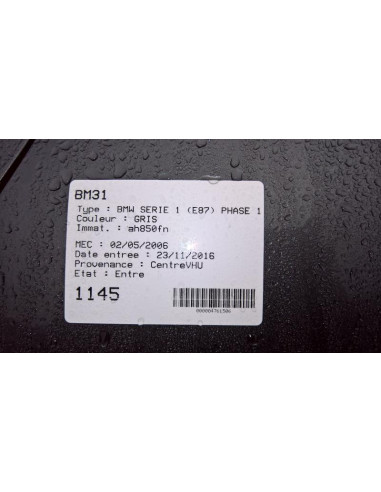 BM31
Type : BMW SERIE 1 (E87) PHASE 1
Couleur : GRIS
Immat. : ah850fn
MEC : 02/05/2006
Date entree : 23/11/2016
Provenance : CentreVHU
Etat : Entre
1145
000004761506